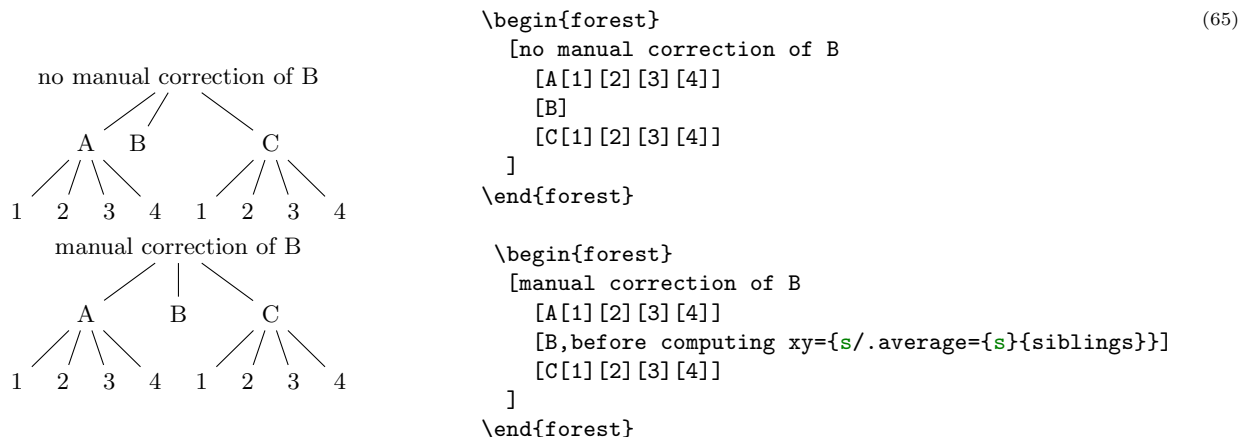 no manual correction of B
A B C
1 2 3 4 1 2 3 4
manual correction of B
A B C
1 2 3 4 1 2 3 4
\begin{forest}
[no manual correction of B
[A[1][2][3][4]]
[B]
[C[1][2][3][4]]
]
\end{forest}
\begin{forest}
[manual correction of B
[A[1][2][3][4]]
[B,before computing xy={s/.average={s}{siblings}}]
[C[1][2][3][4]]
]
\end{forest}
(65)